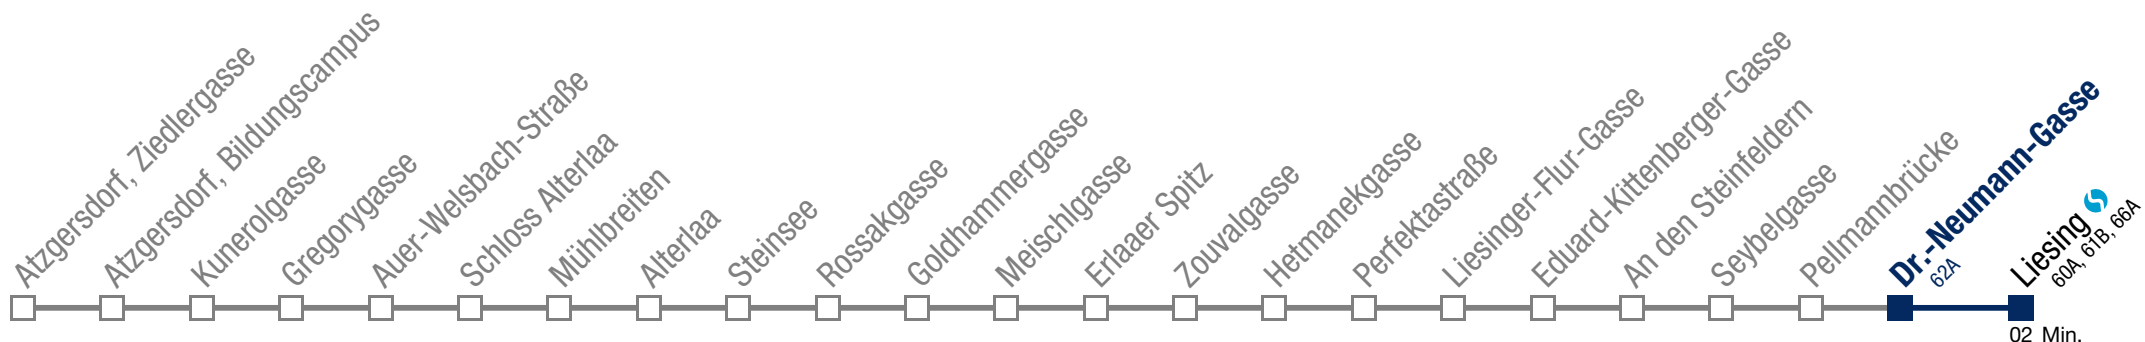 Atzgersdorf, Ziedlergasse
Atzgersdorf, Bildungscampus
Kunerolgasse
Gregorygasse
Auer-Welsbach-Straße
Schloss Alterlaa
Mühlbreiten
Alterlaa
Steinsee
Rossakgasse
Goldhammergasse
Meischlgasse
Erlaaer Spitz
Zouvalgasse
Hetmanekgasse
Perfektastraße
Liesinger-Flur-Gasse
Eduard-Kittenberger-Gasse
An den Steinfeldern
Seybelgasse
Pellmannbrücke
Dr.-Neumann-Gasse
62A
Liesing
60A, 61B, 66A
02 Min.